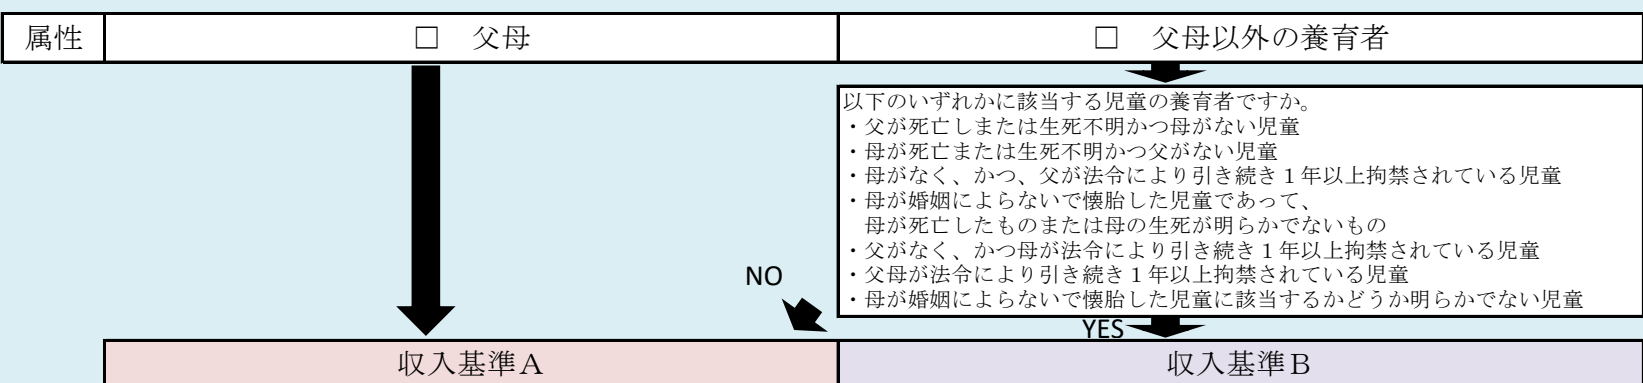 属性
□ 父母
□ 父母以外の養育者
以下のいずれかに該当する児童の養育者ですか。
・父が死亡しまたは生死不明かつ母がない児童
・母が死亡または生死不明かつ父がない児童
・母がなく、かつ、父が法令により引き続き１年以上拘禁されている児童
・母が婚姻によらないで懐胎した児童であって、
母が死亡したものまたは母の生死が明らかでないもの
・父がなく、かつ母が法令により引き続き１年以上拘禁されている児童
・父母が法令により引き続き１年以上拘禁されている児童
・母が婚姻によらないで懐胎した児童に該当するかどうか明らかでない児童
NO
YES
収入基準Ａ
収入基準Ｂ